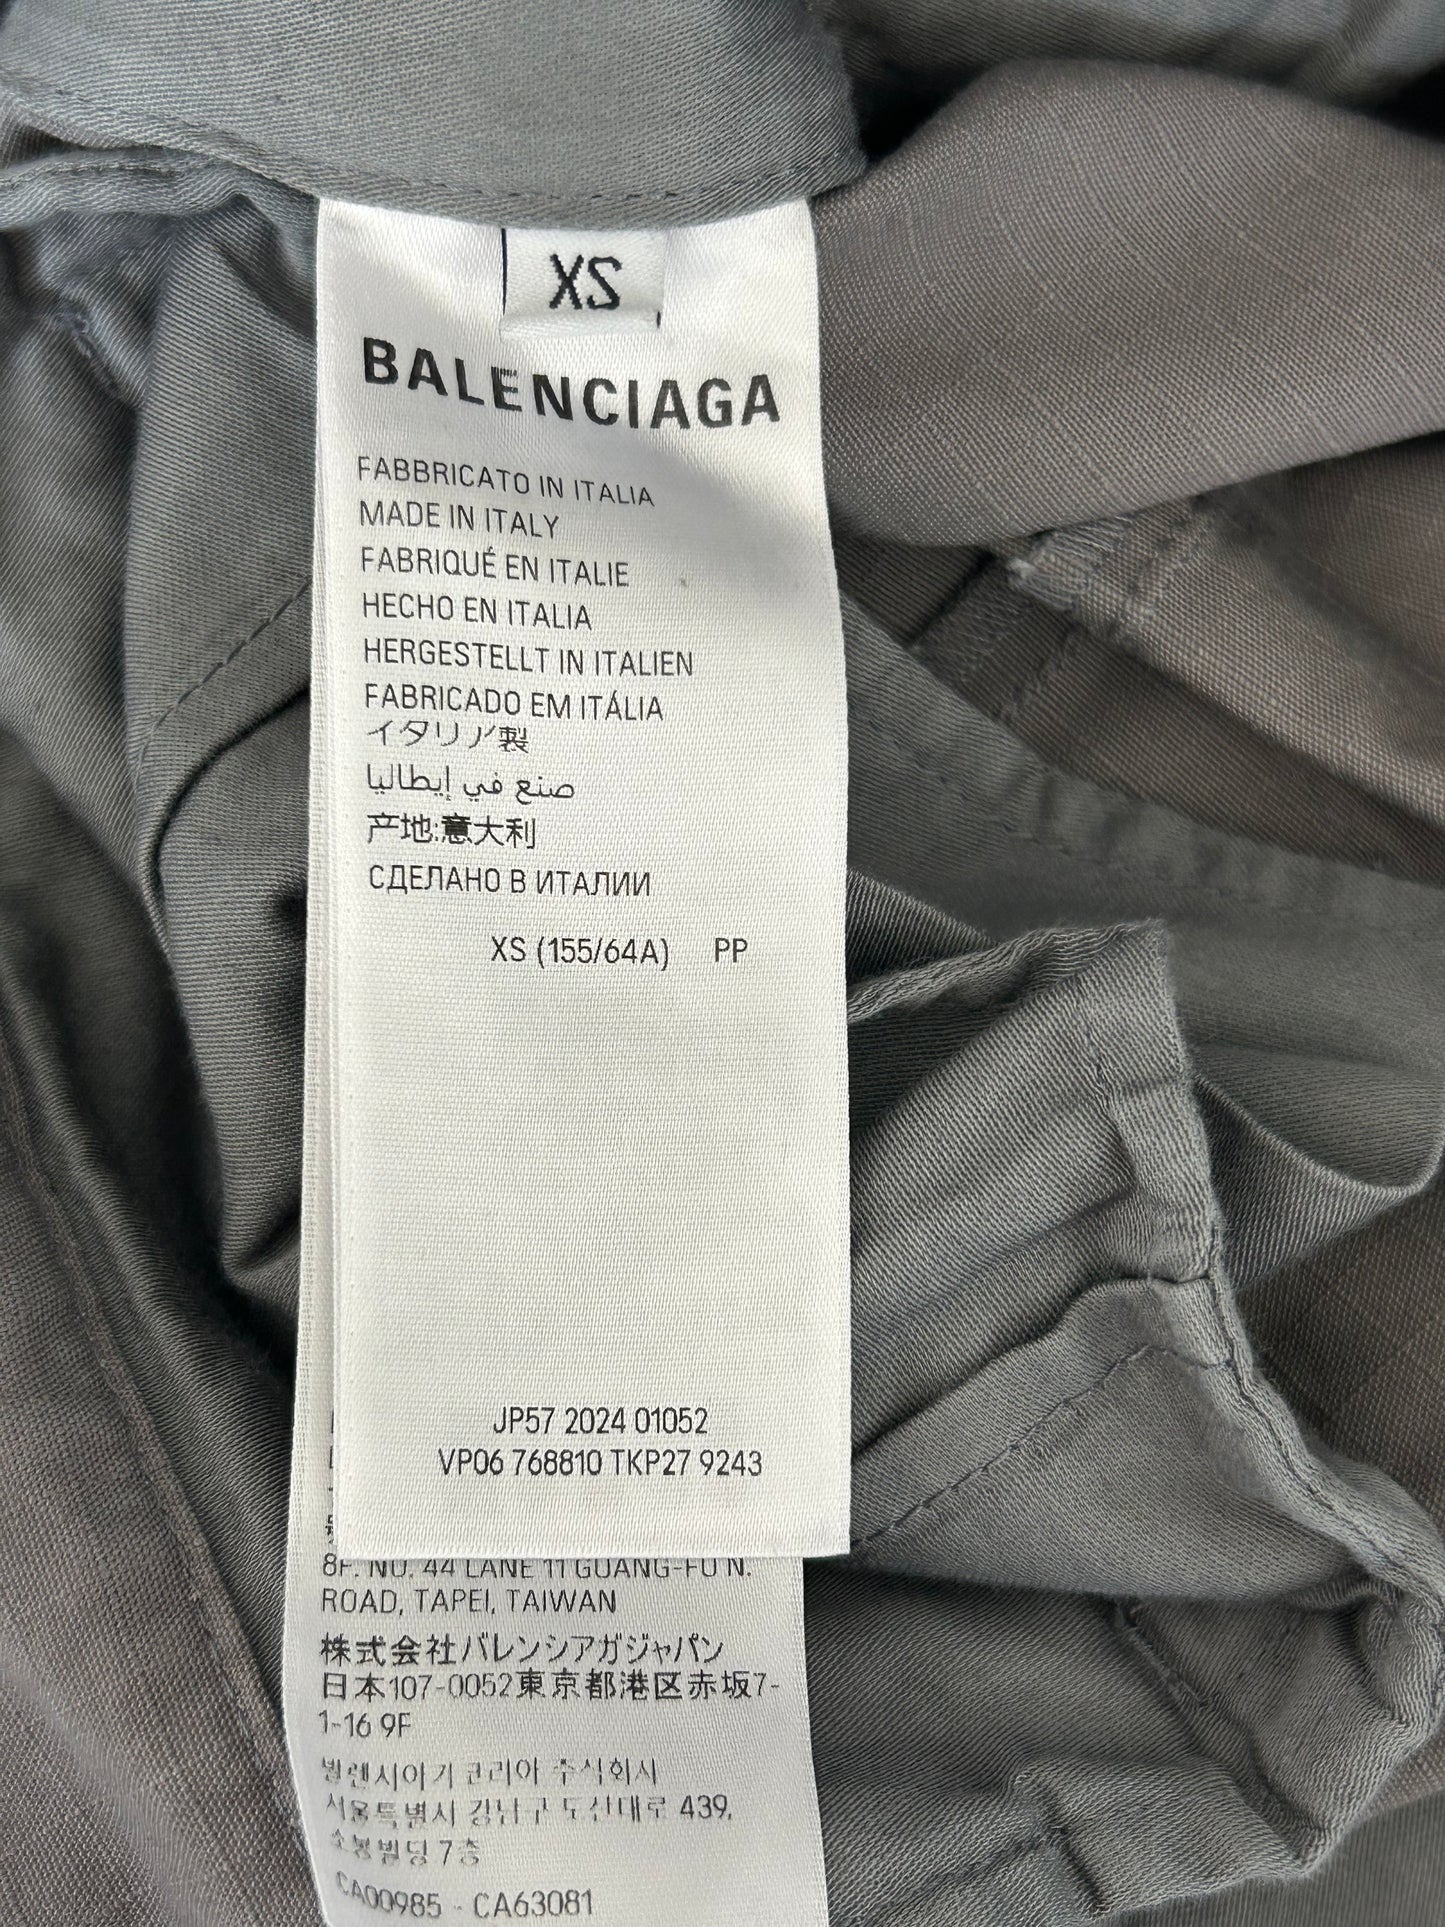 XS
BALENCIAGA
FABBRICATO IN ITALIA
MADE IN ITALY
FABRIQUÉ EN ITALIE
HECHO EN ITALIA
HERGESTELLT IN ITALIEN
FABRICADO EM ITÁLIA
イタリア製
صنع في إيطاليا
产地:意大利
СДЕЛАНО В ИТАЛИИ
XS (155/64A) PP
JP57 2024 01052
VP06 768810 TKP27 9243
8F. NO. 44 LANE 11 GUANG-FU N.
ROAD, TAPEI, TAIWAN
株式会社バレンシアガジャパン
日本107-0052東京都港区赤坂7-
1-16 9F
발렌시아가코리아 주식회사
서울특별시 강남구 도산대로 439,
7층
CA00985 - CA63081